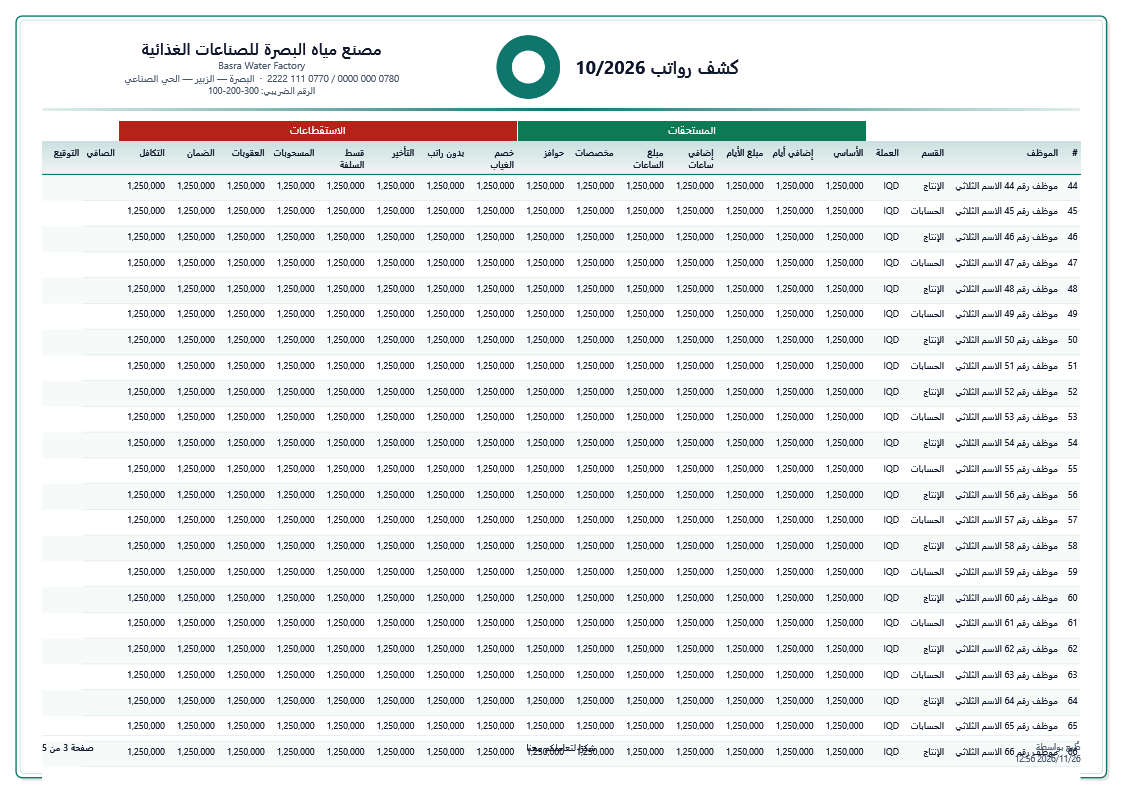 كشف رواتب 10/2026
مصنع مياه البصرة للصناعات الغذائية
Basra Water Factory
0780 000 0000 / 0770 111 2222 · البصرة — الزبير — الحي الصناعي
الرقم الضريبي: 300-200-100
المستحقات الاستقطاعات
# الموظف القسم العملة الأساسي إضافي أيام مبلغ الأيام إضافي ساعات مبلغ الساعات مخصصات حوافز خصم الغياب بدون راتب التأخير قسط السلفة المسحوبات العقوبات الضمان التكافل الصافي التوقيع
44 موظف رقم 44 الاسم الثلاثي الإنتاج IQD 1,250,000 1,250,000 1,250,000 1,250,000 1,250,000 1,250,000 1,250,000 1,250,000 1,250,000 1,250,000 1,250,000 1,250,000 1,250,000 1,250,000 1,250,000
45 موظف رقم 45 الاسم الثلاثي الحسابات IQD 1,250,000 1,250,000 1,250,000 1,250,000 1,250,000 1,250,000 1,250,000 1,250,000 1,250,000 1,250,000 1,250,000 1,250,000 1,250,000 1,250,000 1,250,000
46 موظف رقم 46 الاسم الثلاثي الإنتاج IQD 1,250,000 1,250,000 1,250,000 1,250,000 1,250,000 1,250,000 1,250,000 1,250,000 1,250,000 1,250,000 1,250,000 1,250,000 1,250,000 1,250,000 1,250,000
47 موظف رقم 47 الاسم الثلاثي الحسابات IQD 1,250,000 1,250,000 1,250,000 1,250,000 1,250,000 1,250,000 1,250,000 1,250,000 1,250,000 1,250,000 1,250,000 1,250,000 1,250,000 1,250,000 1,250,000
48 موظف رقم 48 الاسم الثلاثي الإنتاج IQD 1,250,000 1,250,000 1,250,000 1,250,000 1,250,000 1,250,000 1,250,000 1,250,000 1,250,000 1,250,000 1,250,000 1,250,000 1,250,000 1,250,000 1,250,000
49 موظف رقم 49 الاسم الثلاثي الحسابات IQD 1,250,000 1,250,000 1,250,000 1,250,000 1,250,000 1,250,000 1,250,000 1,250,000 1,250,000 1,250,000 1,250,000 1,250,000 1,250,000 1,250,000 1,250,000
50 موظف رقم 50 الاسم الثلاثي الإنتاج IQD 1,250,000 1,250,000 1,250,000 1,250,000 1,250,000 1,250,000 1,250,000 1,250,000 1,250,000 1,250,000 1,250,000 1,250,000 1,250,000 1,250,000 1,250,000
51 موظف رقم 51 الاسم الثلاثي الحسابات IQD 1,250,000 1,250,000 1,250,000 1,250,000 1,250,000 1,250,000 1,250,000 1,250,000 1,250,000 1,250,000 1,250,000 1,250,000 1,250,000 1,250,000 1,250,000
52 موظف رقم 52 الاسم الثلاثي الإنتاج IQD 1,250,000 1,250,000 1,250,000 1,250,000 1,250,000 1,250,000 1,250,000 1,250,000 1,250,000 1,250,000 1,250,000 1,250,000 1,250,000 1,250,000 1,250,000
53 موظف رقم 53 الاسم الثلاثي الحسابات IQD 1,250,000 1,250,000 1,250,000 1,250,000 1,250,000 1,250,000 1,250,000 1,250,000 1,250,000 1,250,000 1,250,000 1,250,000 1,250,000 1,250,000 1,250,000
54 موظف رقم 54 الاسم الثلاثي الإنتاج IQD 1,250,000 1,250,000 1,250,000 1,250,000 1,250,000 1,250,000 1,250,000 1,250,000 1,250,000 1,250,000 1,250,000 1,250,000 1,250,000 1,250,000 1,250,000
55 موظف رقم 55 الاسم الثلاثي الحسابات IQD 1,250,000 1,250,000 1,250,000 1,250,000 1,250,000 1,250,000 1,250,000 1,250,000 1,250,000 1,250,000 1,250,000 1,250,000 1,250,000 1,250,000 1,250,000
56 موظف رقم 56 الاسم الثلاثي الإنتاج IQD 1,250,000 1,250,000 1,250,000 1,250,000 1,250,000 1,250,000 1,250,000 1,250,000 1,250,000 1,250,000 1,250,000 1,250,000 1,250,000 1,250,000 1,250,000
57 موظف رقم 57 الاسم الثلاثي الحسابات IQD 1,250,000 1,250,000 1,250,000 1,250,000 1,250,000 1,250,000 1,250,000 1,250,000 1,250,000 1,250,000 1,250,000 1,250,000 1,250,000 1,250,000 1,250,000
58 موظف رقم 58 الاسم الثلاثي الإنتاج IQD 1,250,000 1,250,000 1,250,000 1,250,000 1,250,000 1,250,000 1,250,000 1,250,000 1,250,000 1,250,000 1,250,000 1,250,000 1,250,000 1,250,000 1,250,000
59 موظف رقم 59 الاسم الثلاثي الحسابات IQD 1,250,000 1,250,000 1,250,000 1,250,000 1,250,000 1,250,000 1,250,000 1,250,000 1,250,000 1,250,000 1,250,000 1,250,000 1,250,000 1,250,000 1,250,000
60 موظف رقم 60 الاسم الثلاثي الإنتاج IQD 1,250,000 1,250,000 1,250,000 1,250,000 1,250,000 1,250,000 1,250,000 1,250,000 1,250,000 1,250,000 1,250,000 1,250,000 1,250,000 1,250,000 1,250,000
61 موظف رقم 61 الاسم الثلاثي الحسابات IQD 1,250,000 1,250,000 1,250,000 1,250,000 1,250,000 1,250,000 1,250,000 1,250,000 1,250,000 1,250,000 1,250,000 1,250,000 1,250,000 1,250,000 1,250,000
62 موظف رقم 62 الاسم الثلاثي الإنتاج IQD 1,250,000 1,250,000 1,250,000 1,250,000 1,250,000 1,250,000 1,250,000 1,250,000 1,250,000 1,250,000 1,250,000 1,250,000 1,250,000 1,250,000 1,250,000
63 موظف رقم 63 الاسم الثلاثي الحسابات IQD 1,250,000 1,250,000 1,250,000 1,250,000 1,250,000 1,250,000 1,250,000 1,250,000 1,250,000 1,250,000 1,250,000 1,250,000 1,250,000 1,250,000 1,250,000
64 موظف رقم 64 الاسم الثلاثي الإنتاج IQD 1,250,000 1,250,000 1,250,000 1,250,000 1,250,000 1,250,000 1,250,000 1,250,000 1,250,000 1,250,000 1,250,000 1,250,000 1,250,000 1,250,000 1,250,000
65 موظف رقم 65 الاسم الثلاثي الحسابات IQD 1,250,000 1,250,000 1,250,000 1,250,000 1,250,000 1,250,000 1,250,000 1,250,000 1,250,000 1,250,000 1,250,000 1,250,000 1,250,000 1,250,000 1,250,000
66 موظف رقم 66 الاسم الثلاثي الإنتاج IQD 1,250,000 1,250,000 1,250,000 1,250,000 1,250,000 1,250,000 1,250,000 1,250,000 1,250,000 1,250,000 1,250,000 1,250,000 1,250,000 1,250,000 1,250,000
طُبع بواسطة شكرًا لتعاملكم معنا صفحة 3 من 5
2026/11/26 12:56